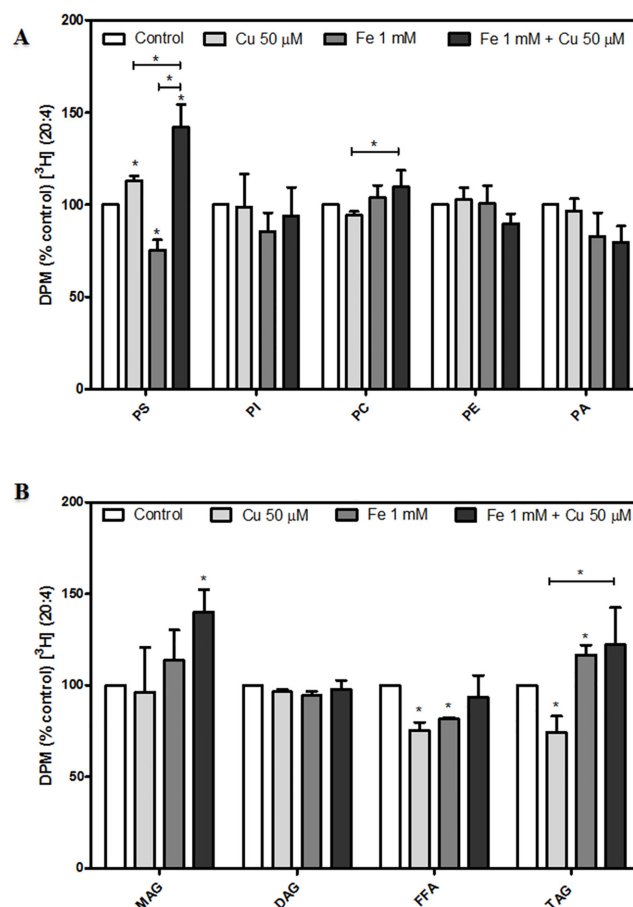 A
200
Control Cu 50 μM Fe 1 mM Fe 1 mM + Cu 50 μM
* * * * *
150
*
100
50
0
DPM (% control) [³H] (20:4)
PS PI PC PE PA
B
200
Control Cu 50 μM Fe 1 mM Fe 1 mM + Cu 50 μM
* *
150
* * * *
100
50
0
DPM (% control) [³H] (20:4)
MAG DAG FFA TAG